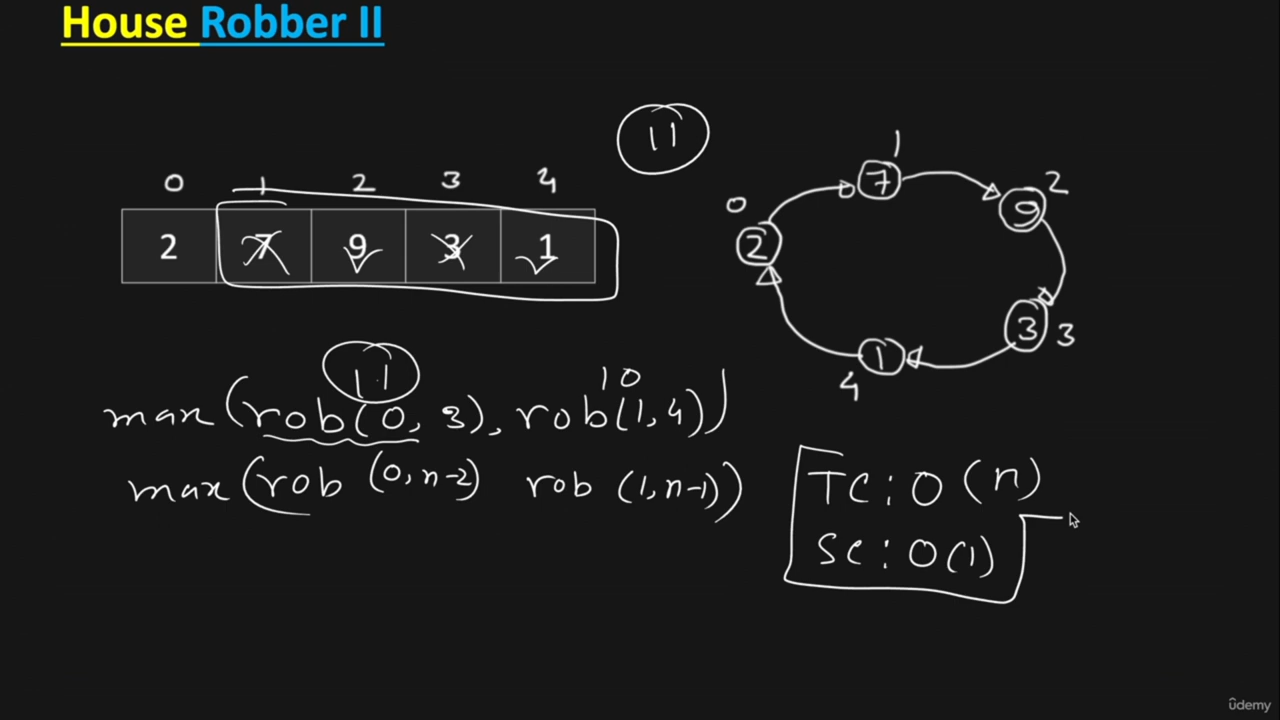 House Robber II
11
0 1 2 3 4
2 7 9 3 1
0 1 2 3 4
2 7 9 3 1
11 10
max(rob(0, 3), rob(1,4))
max(rob (0,n-2) rob (1,n-1))
TC: O(n)
SC: O(1)
ûdemy